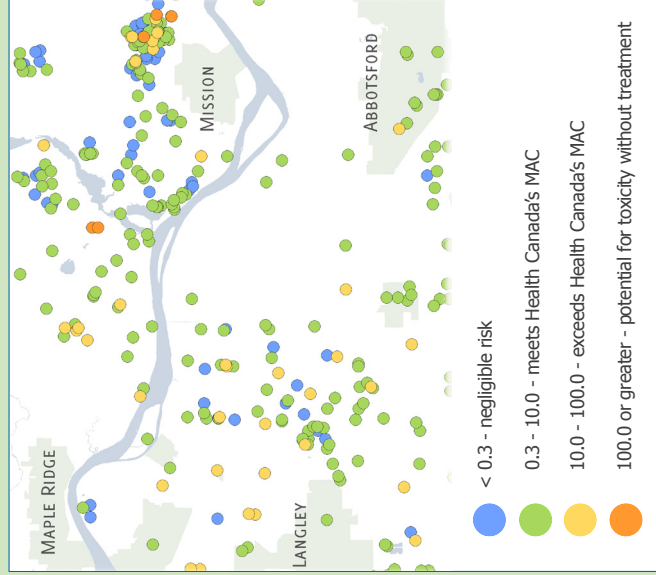 MISSION
ABBOTSFORD
MAPLE RIDGE
LANGLEY
< 0.3 - negligible risk
0.3 - 10.0 - meets Health Canada's MAC
10.0 - 100.0 - exceeds Health Canada's MAC
100.0 or greater - potential for toxicity without treatment